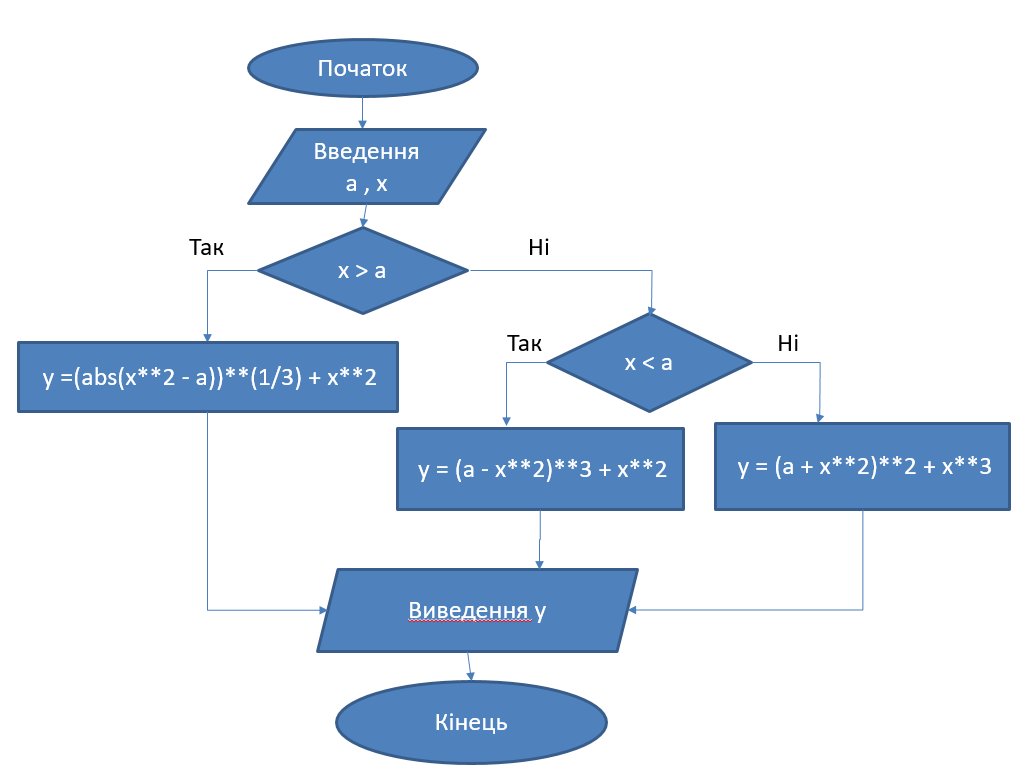 Початок
Введення
a , x
Так
Ні
x > a
Так
Ні
x < a
y =(abs(x**2 - a))**(1/3) + x**2
y = (a - x**2)**3 + x**2
y = (a + x**2)**2 + x**3
Виведення y
Кінець